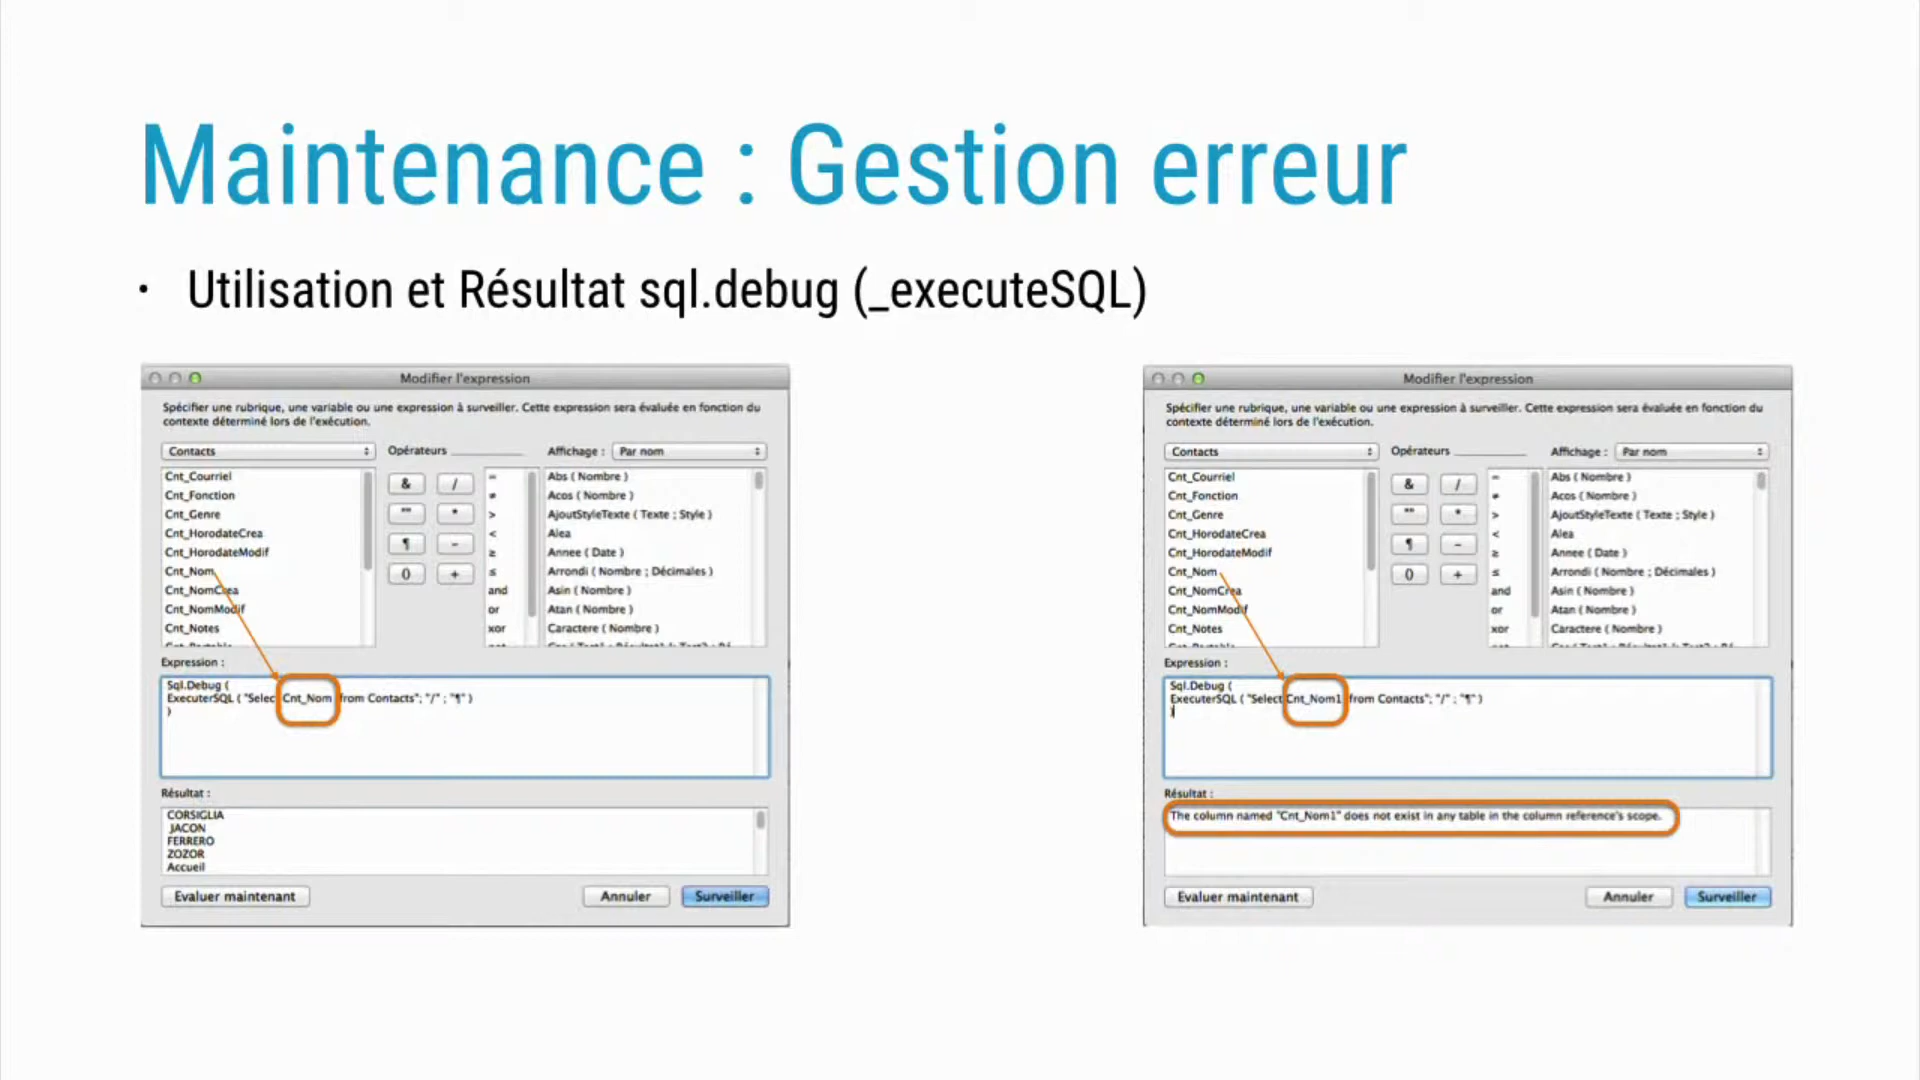 Maintenance : Gestion erreur
· Utilisation et Résultat sql.debug (_executeSQL)
Modifier l'expression
Spécifier une rubrique, une variable ou une expression à surveiller. Cette expression sera évaluée en fonction du
contexte déterminé lors de l'exécution.
Contacts
Opérateurs
Affichage : Par nom
Cnt_Courriel
Cnt_Fonction
Cnt_Genre
Cnt_HorodateCrea
Cnt_HorodateModif
Cnt_Nom
Cnt_NomCrea
Cnt_NomModif
Cnt_Notes
& /
"" *
¶ -
() +
=
≠
>
<
≥
≤
and
or
xor
Abs ( Nombre )
Acos ( Nombre )
AjoutStyleTexte ( Texte ; Style )
Alea
Annee ( Date )
Arrondi ( Nombre ; Décimales )
Asin ( Nombre )
Atan ( Nombre )
Caractere ( Nombre )
Expression :
Sql.Debug (
ExecuterSQL ( "Select Cnt_Nom from Contacts"; "/" ; "¶" )
)
Résultat :
CORSIGLIA
JACON
FERRERO
ZOZOR
Accueil
Evaluer maintenant
Annuler
Surveiller
Modifier l'expression
Spécifier une rubrique, une variable ou une expression à surveiller. Cette expression sera évaluée en fonction du
contexte déterminé lors de l'exécution.
Contacts
Opérateurs
Affichage : Par nom
Cnt_Courriel
Cnt_Fonction
Cnt_Genre
Cnt_HorodateCrea
Cnt_HorodateModif
Cnt_Nom
Cnt_NomCrea
Cnt_NomModif
Cnt_Notes
& /
"" *
¶ -
() +
=
≠
>
<
≥
≤
and
or
xor
Abs ( Nombre )
Acos ( Nombre )
AjoutStyleTexte ( Texte ; Style )
Alea
Annee ( Date )
Arrondi ( Nombre ; Décimales )
Asin ( Nombre )
Atan ( Nombre )
Caractere ( Nombre )
Expression :
Sql.Debug (
ExecuterSQL ( "Select Cnt_Nom1 from Contacts"; "/" ; "¶" )
)
Résultat :
The column named "Cnt_Nom1" does not exist in any table in the column reference's scope.
Evaluer maintenant
Annuler
Surveiller